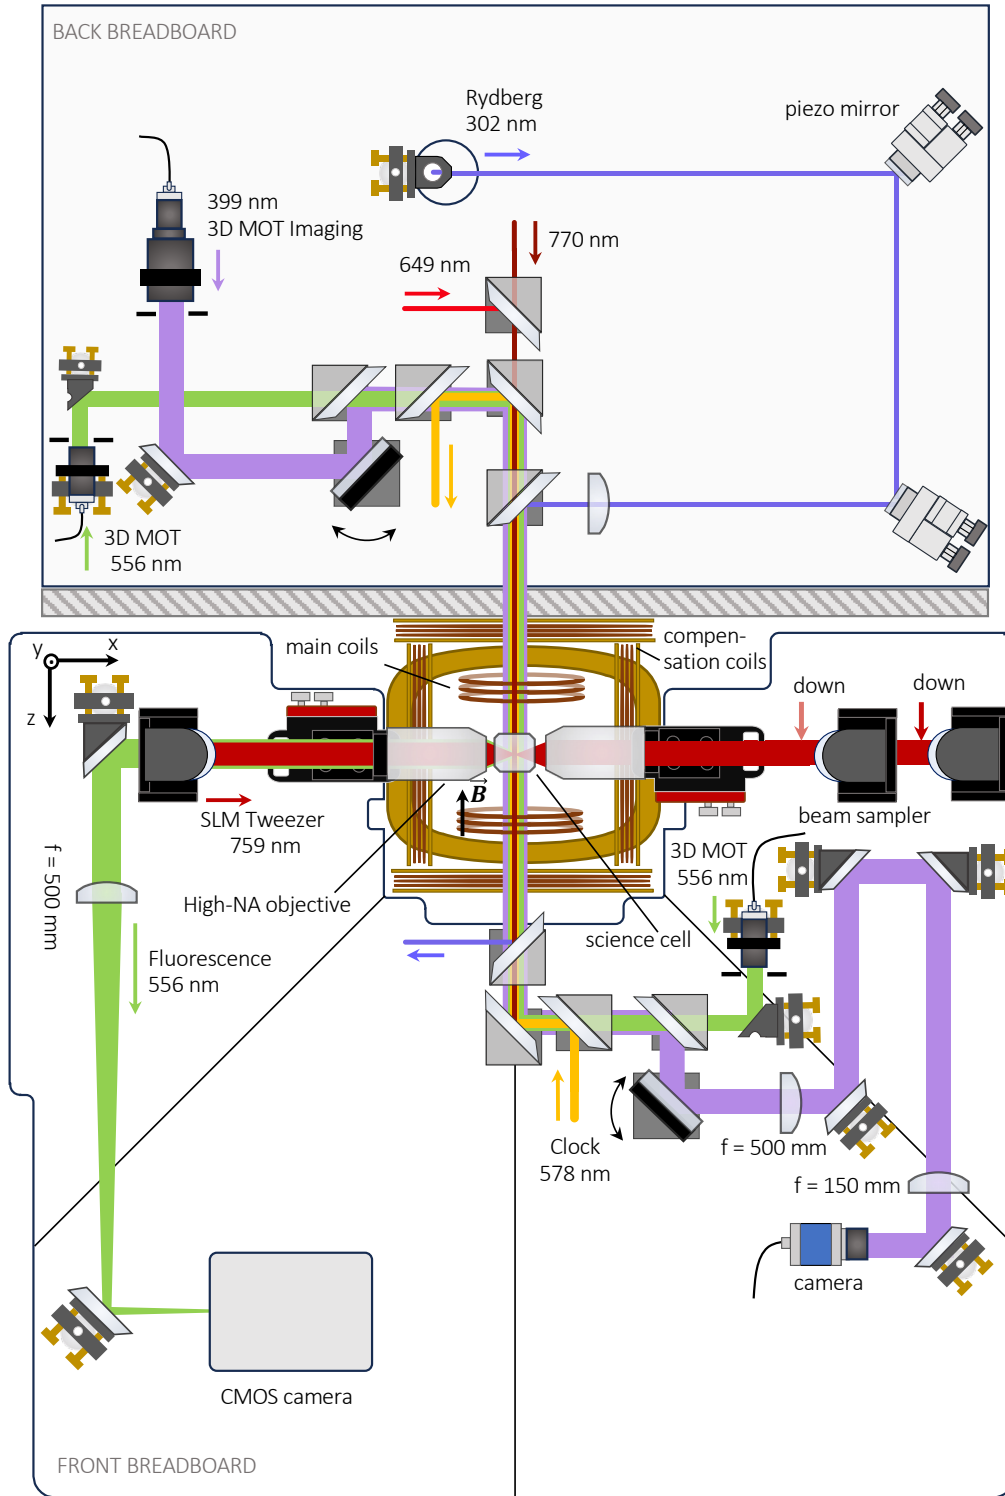 BACK BREADBOARD
Rydberg
302 nm
piezo mirror
399 nm
3D MOT Imaging
770 nm
649 nm
3D MOT
556 nm
main coils
compen-
sation coils
y
x
z
down
down
B
SLM Tweezer
759 nm
beam sampler
3D MOT
556 nm
f = 500 mm
High-NA objective
science cell
Fluorescence
556 nm
Clock
578 nm
f = 500 mm
f = 150 mm
camera
CMOS camera
FRONT BREADBOARD